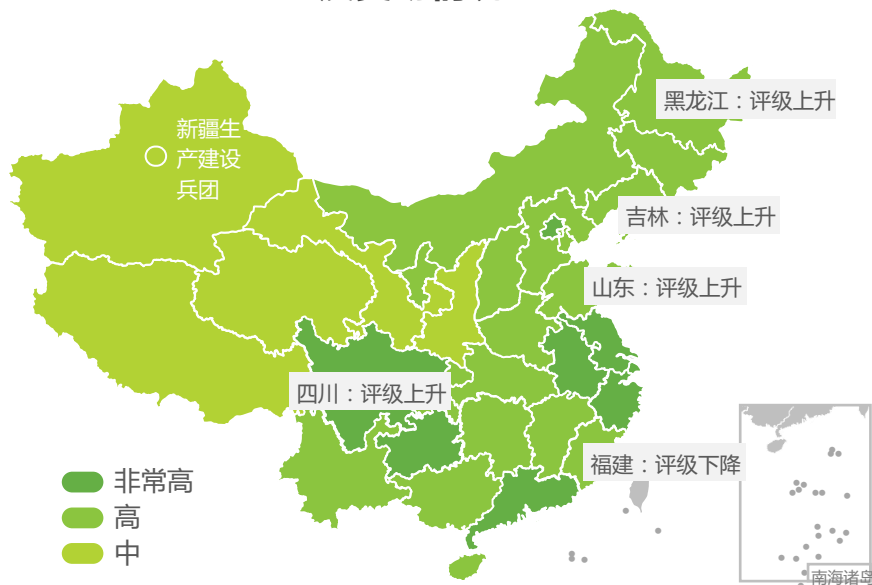 新疆生
产建设
兵团
黑龙江：评级上升
吉林：评级上升
山东：评级上升
四川：评级上升
福建：评级下降
非常高
高
中
南海诸岛